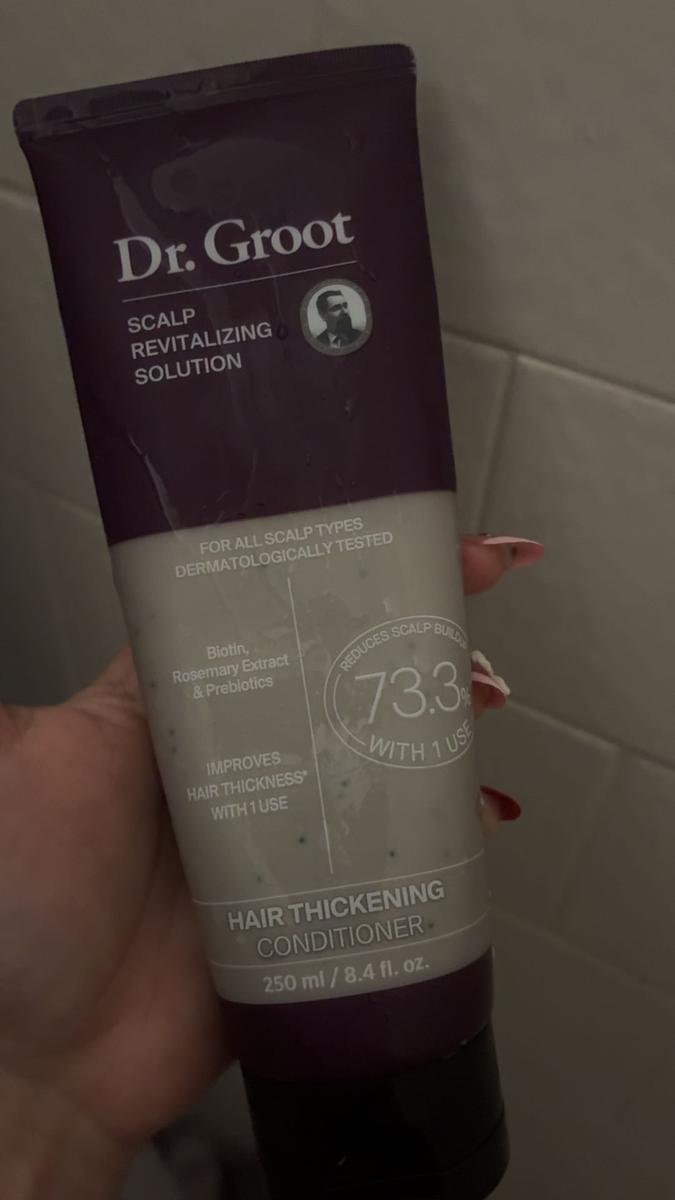 Dr. Groot
SCALP
REVITALIZING
SOLUTION
FOR ALL SCALP TYPES
DERMATOLOGICALLY TESTED
Biotin,
Rosemary Extract
& Prebiotics
IMPROVES
HAIR THICKNESS*
WITH 1 USE
REDUCES SCALP BUILDUP
73.3%
WITH 1 USE
HAIR THICKENING
CONDITIONER
250 ml / 8.4 fl. oz.